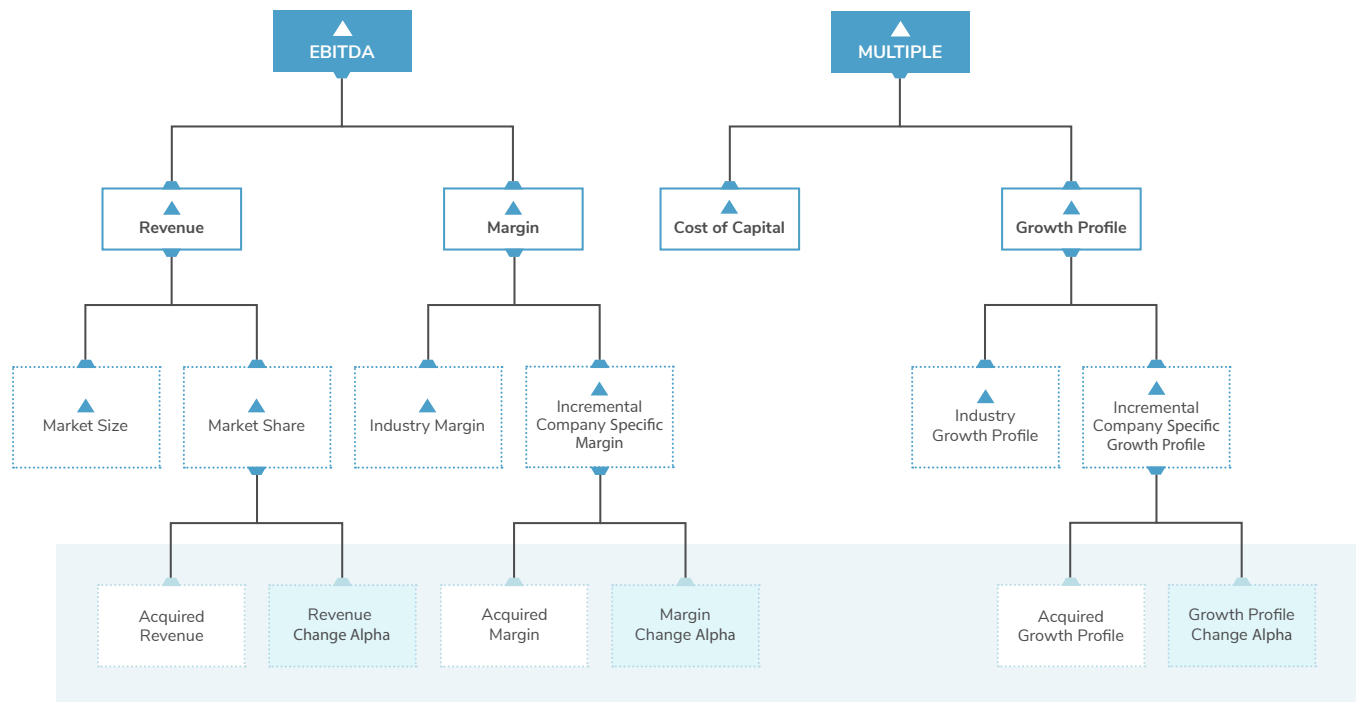 EBITDA
MULTIPLE
Revenue
Margin
Cost of Capital
Growth Profile
Market Size
Market Share
Industry Margin
Incremental
Company Specific
Margin
Industry
Growth Profile
Incremental
Company Specific
Growth Profile
Acquired
Revenue
Revenue
Change Alpha
Acquired
Margin
Margin
Change Alpha
Acquired
Growth Profile
Growth Profile
Change Alpha